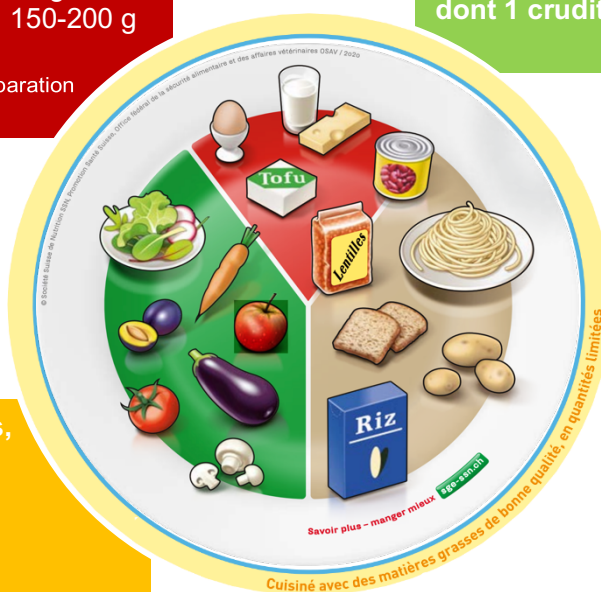 150-200 g
dont 1 crudit
paration
© Société Suisse de Nutrition SSN, Promotion Santé Suisse, Office fédéral de la sécurité alimentaire et des affaires vétérinaires OSAV / 2020
Tofu
Lentilles
Riz
sge-ssn.ch
Savoir plus – manger mieux
s,
Cuisiné avec des matières grasses de bonne qualité, en quantités limitées